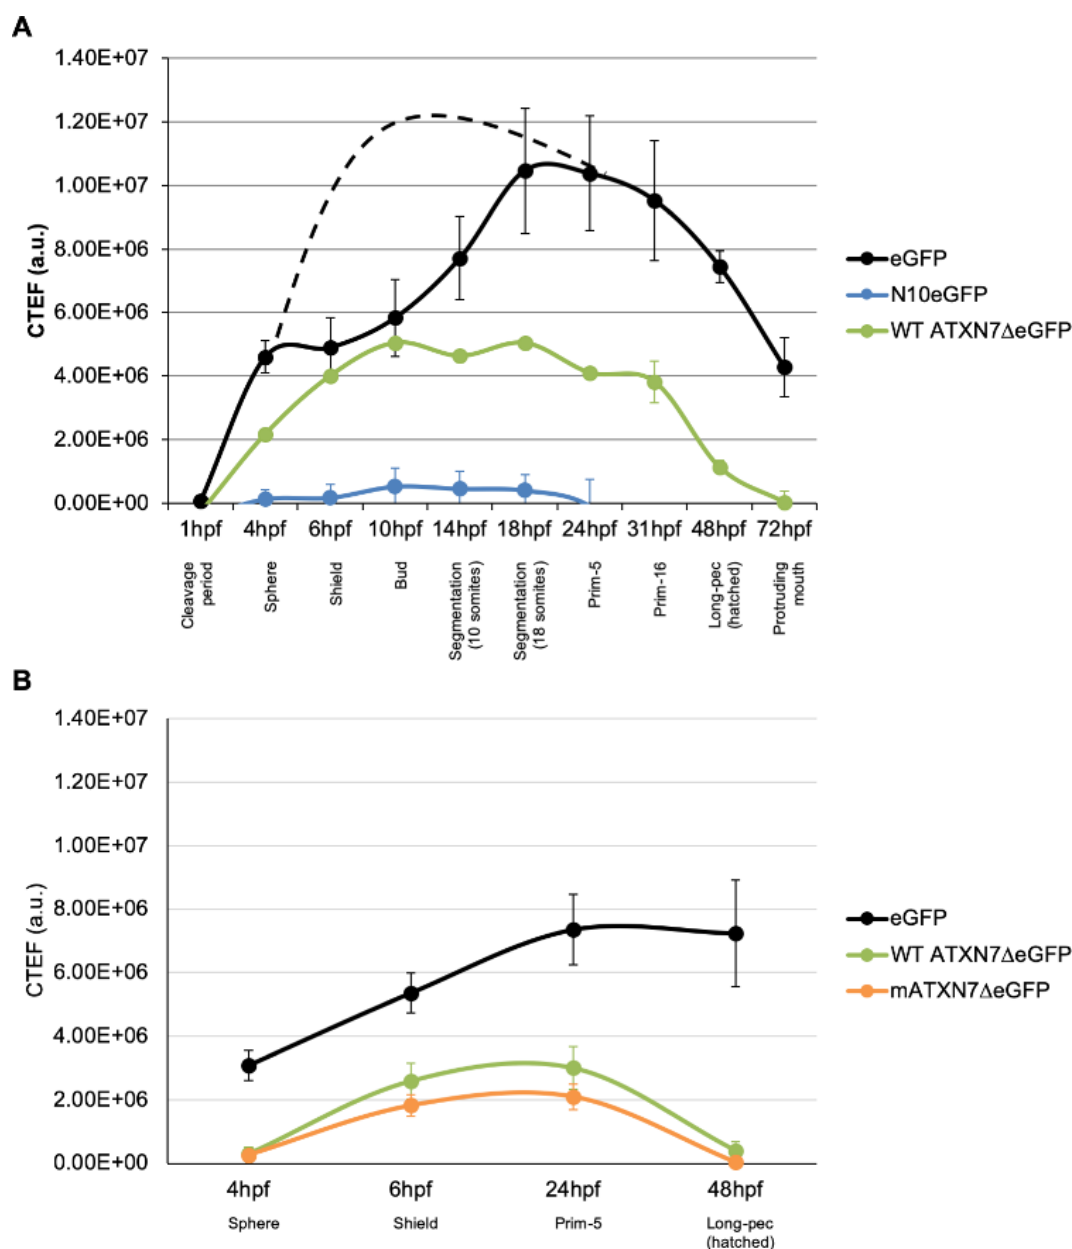 A
1.40E+07
1.20E+07
1.00E+07
8.00E+06
6.00E+06
4.00E+06
2.00E+06
0.00E+00
CTEF (a.u.)
1hpf 4hpf 6hpf 10hpf 14hpf 18hpf 24hpf 31hpf 48hpf 72hpf
Cleavage
period
Sphere
Shield
Bud
Segmentation
(10 somites)
Segmentation
(18 somites)
Prim-5
Prim-16
Long-pec
(hatched)
Protruding
mouth
eGFP
N10eGFP
WT ATXN7ΔeGFP
B
1.40E+07
1.20E+07
1.00E+07
8.00E+06
6.00E+06
4.00E+06
2.00E+06
0.00E+00
CTEF (a.u.)
4hpf 6hpf 24hpf 48hpf
Sphere Shield Prim-5 Long-pec
(hatched)
eGFP
WT ATXN7ΔeGFP
mATXN7ΔeGFP